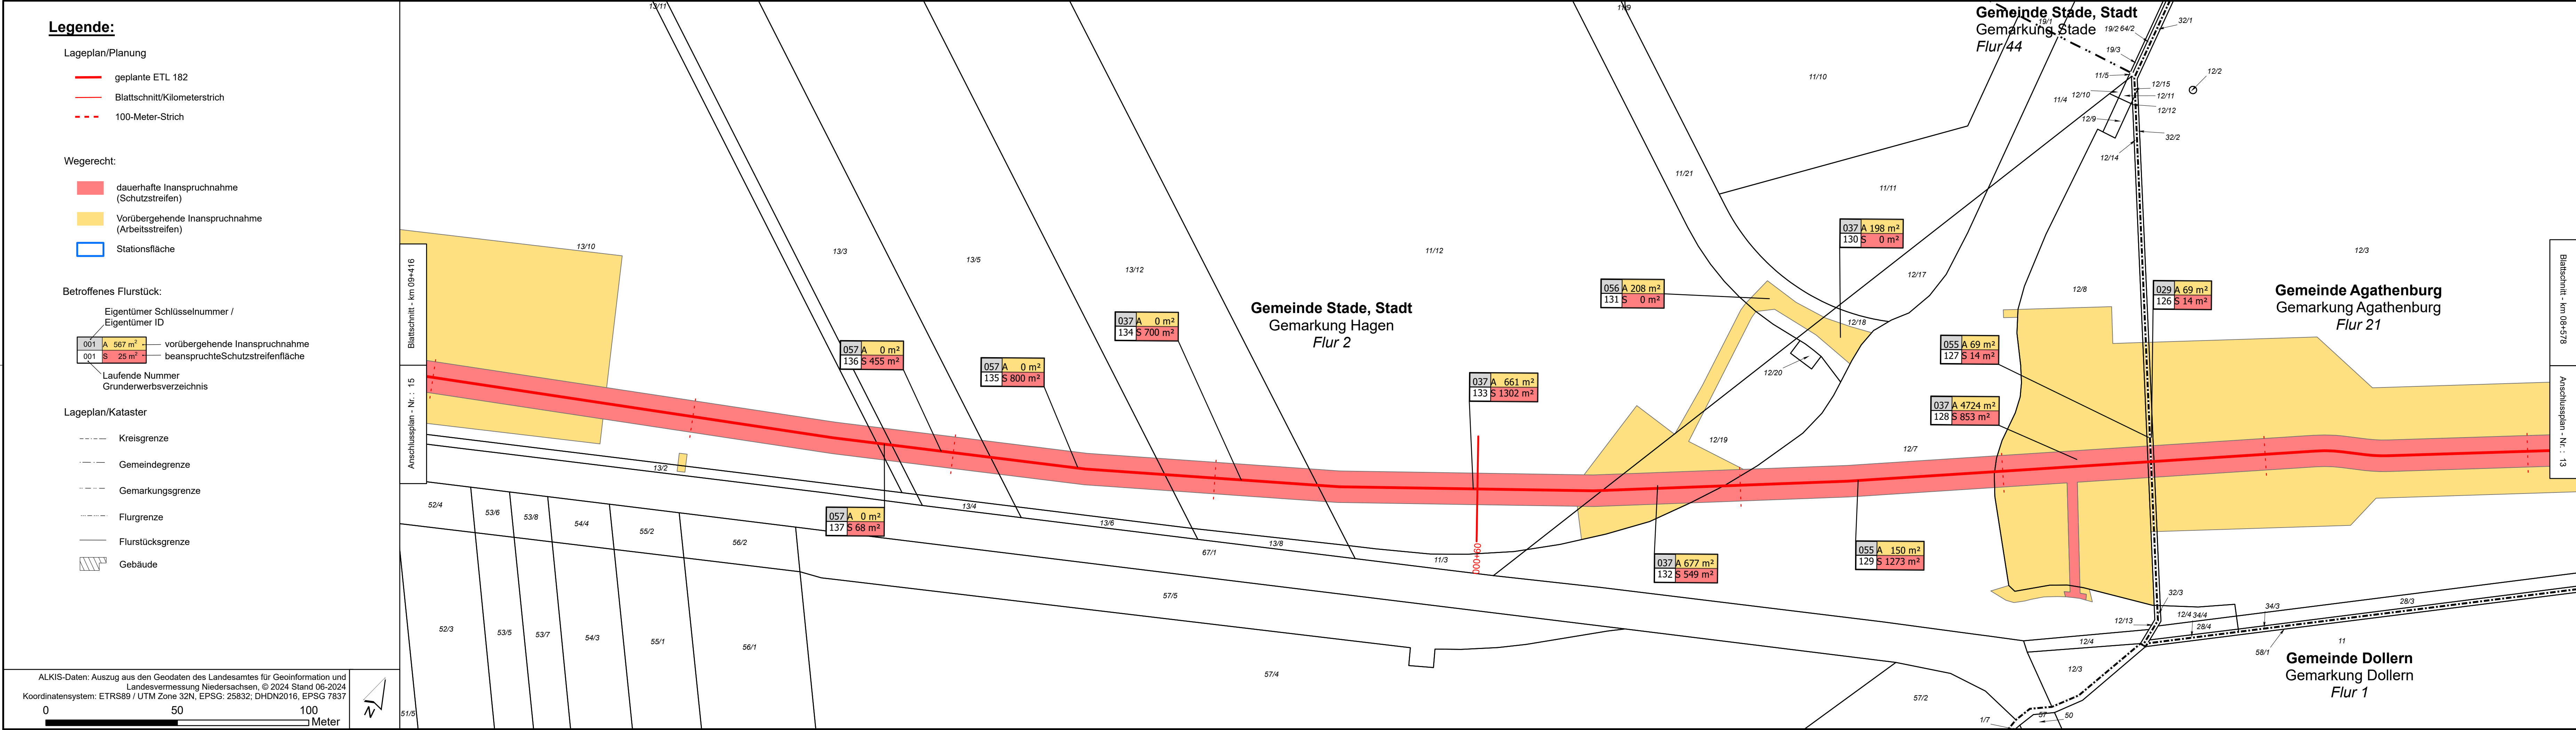 Legende:
Lageplan/Planung
geplante ETL 182
Blattschnitt/Kilometerstrich
100-Meter-Strich
Wegerecht:
dauerhafte Inanspruchnahme
(Schutzstreifen)
Vorübergehende Inanspruchnahme
(Arbeitsstreifen)
Stationsfläche
Betroffenes Flurstück:
Eigentümer Schlüsselnummer /
Eigentümer ID
001 A 567 m²
001 S 25 m²
vorübergehende Inanspruchnahme
beanspruchteSchutzstreifenfläche
Laufende Nummer
Grunderwerbsverzeichnis
Lageplan/Kataster
Kreisgrenze
Gemeindegrenze
Gemarkungsgrenze
Flurgrenze
Flurstücksgrenze
Gebäude
ALKIS-Daten: Auszug aus den Geodaten des Landesamtes für Geoinformation und
Landesvermessung Niedersachsen, © 2024 Stand 06-2024
Koordinatensystem: ETRS89 / UTM Zone 32N, EPSG: 25832; DHDN2016, EPSG 7837
0 50 100
Meter
N
Blattschnitt - km 09+416
Anschlussplan - Nr. : 15
13/11
11/9
13/10
13/3
13/5
13/12
11/12
11/10
11/21
11/11
Gemeinde Stade, Stadt
Gemarkung Stade
Flur 44
19/1
19/2
64/2
32/1
19/3
11/5
12/15
12/2
11/4
12/10
12/11
12/12
12/9
32/2
12/14
12/3
12/8
12/17
12/18
12/20
12/19
12/7
Gemeinde Stade, Stadt
Gemarkung Hagen
Flur 2
Gemeinde Agathenburg
Gemarkung Agathenburg
Flur 21
037 A 198 m²
130 S 0 m²
056 A 208 m²
131 S 0 m²
029 A 69 m²
126 S 14 m²
037 A 0 m²
134 S 700 m²
057 A 0 m²
136 S 455 m²
057 A 0 m²
135 S 800 m²
037 A 661 m²
133 S 1302 m²
055 A 69 m²
127 S 14 m²
037 A 4724 m²
128 S 853 m²
057 A 0 m²
137 S 68 m²
037 A 677 m²
132 S 549 m²
055 A 150 m²
129 S 1273 m²
09+000
13/2
13/4
13/6
13/8
11/3
67/1
52/4
53/6
53/8
54/4
55/2
56/2
57/5
52/3
53/5
53/7
54/3
55/1
56/1
57/4
51/5
57/2
1/7
57
50
12/3
12/4
12/13
32/3
12/4
34/4
28/4
34/3
28/3
58/1
11
Gemeinde Dollern
Gemarkung Dollern
Flur 1
Blattschnitt - km 08+578
Anschlussplan - Nr. : 13